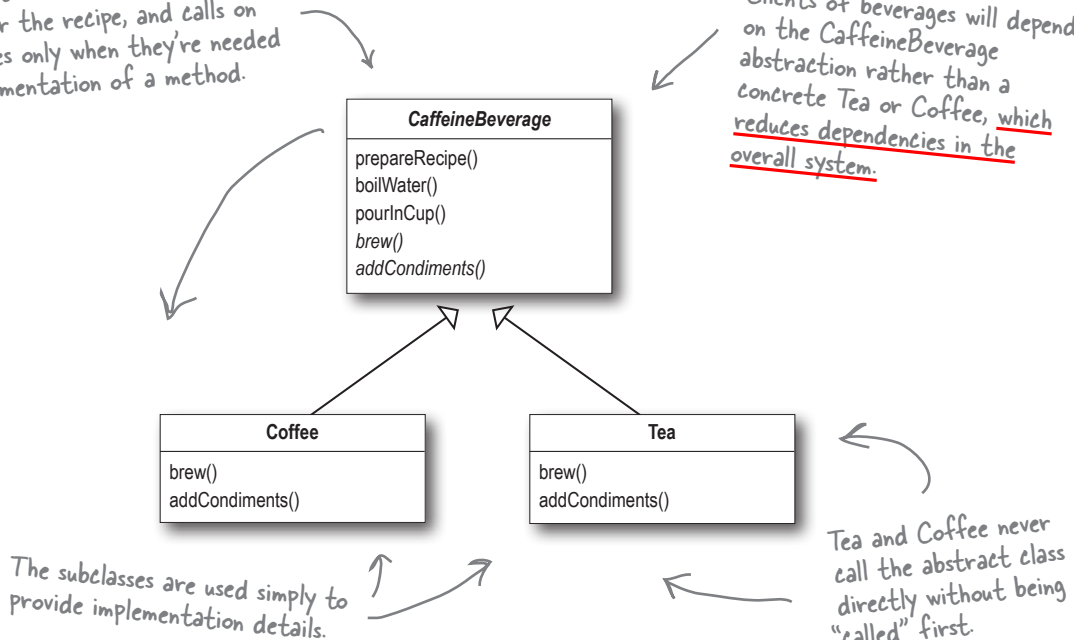 r the recipe, and calls on
es only when they're needed
mentation of a method.
Clients of beverages will depend
on the CaffeineBeverage
abstraction rather than a
concrete Tea or Coffee, which
reduces dependencies in the
overall system.
CaffeineBeverage
prepareRecipe()
boilWater()
pourInCup()
brew()
addCondiments()
Coffee
brew()
addCondiments()
Tea
brew()
addCondiments()
The subclasses are used simply to
provide implementation details.
Tea and Coffee never
call the abstract class
directly without being
"called" first.